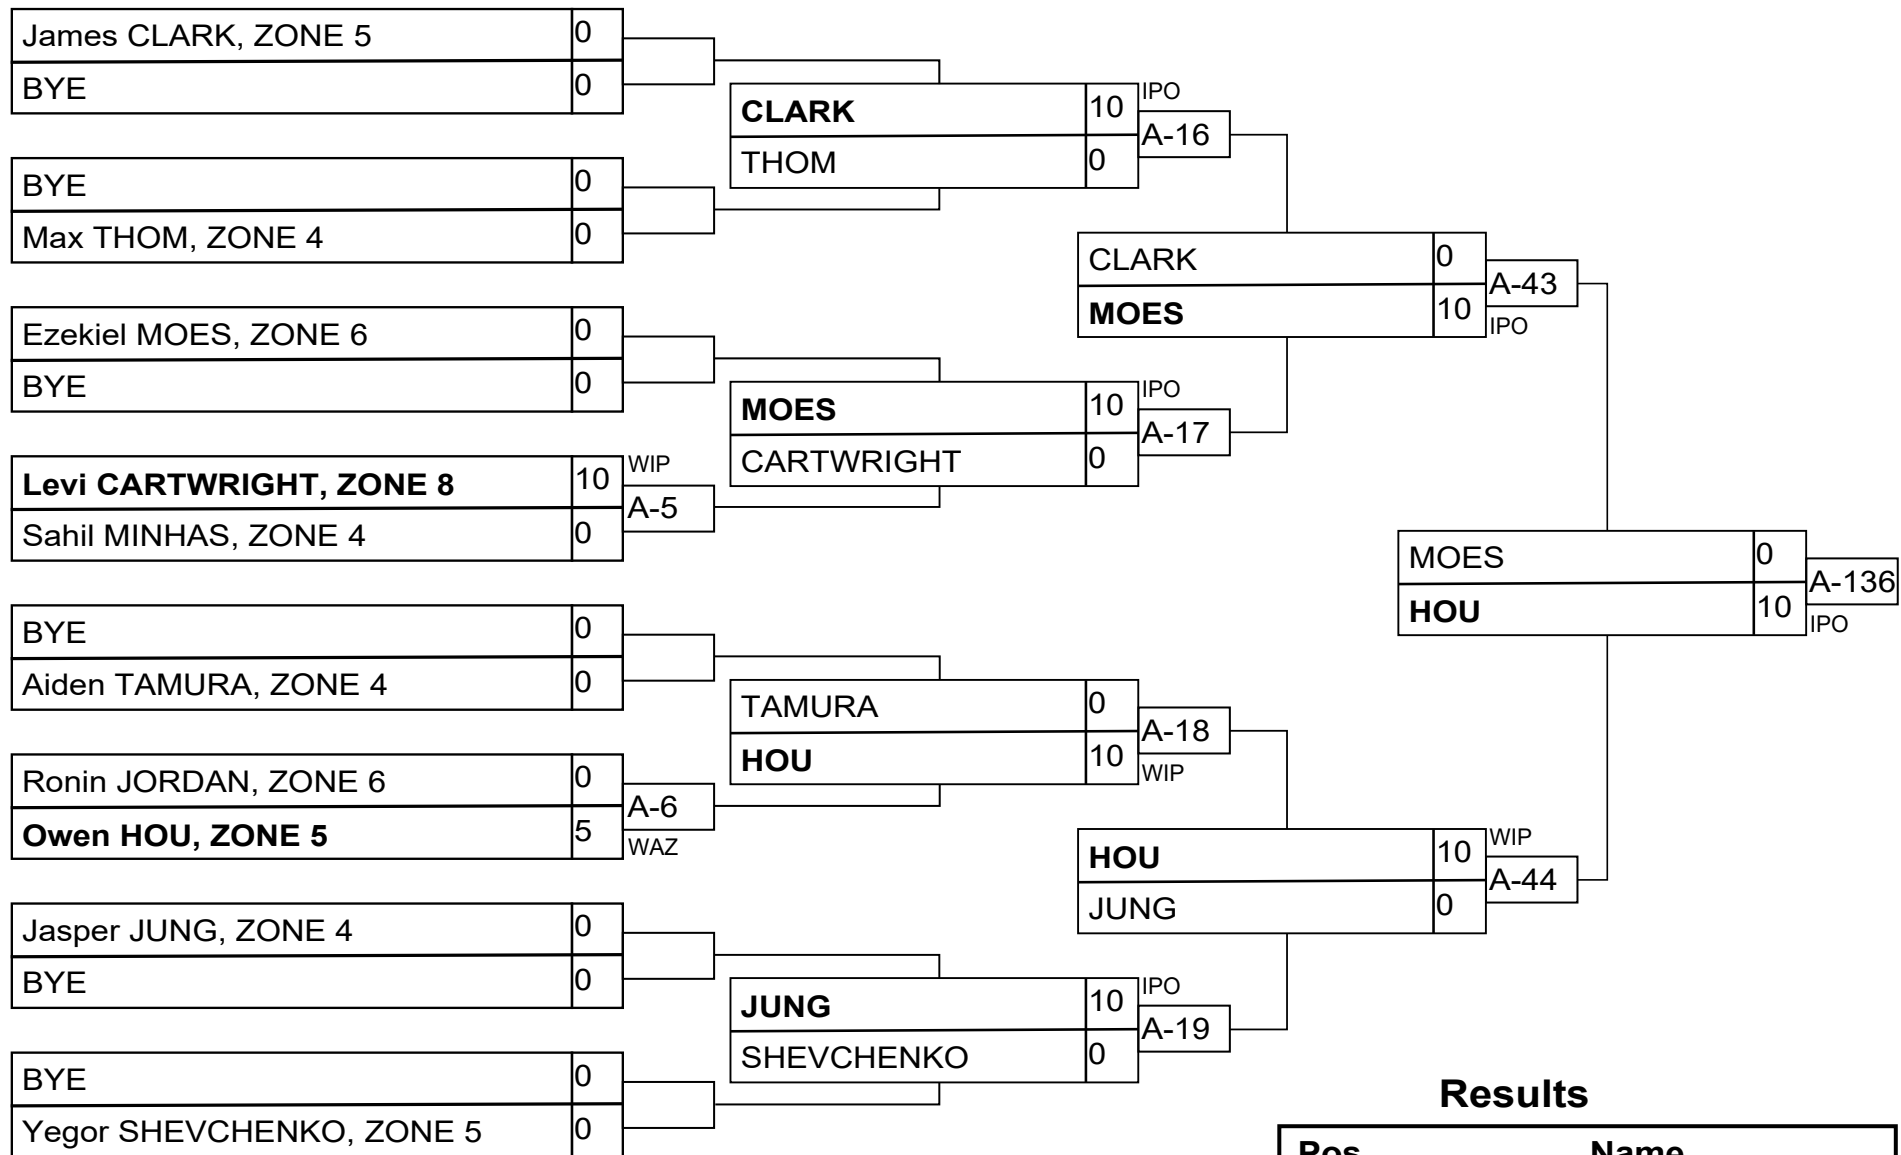 James CLARK, ZONE 5 0
BYE 0
BYE 0
Max THOM, ZONE 4 0
Ezekiel MOES, ZONE 6 0
BYE 0
Levi CARTWRIGHT, ZONE 8 10 WIP
A-5
Sahil MINHAS, ZONE 4 0
BYE 0
Aiden TAMURA, ZONE 4 0
Ronin JORDAN, ZONE 6 0
A-6
Owen HOU, ZONE 5 5 WAZ
Jasper JUNG, ZONE 4 0
BYE 0
BYE 0
Yegor SHEVCHENKO, ZONE 5 0
CLARK 10 IPO
A-16
THOM 0
MOES 10 IPO
A-17
CARTWRIGHT 0
TAMURA 0
A-18
HOU 10 WIP
JUNG 10 IPO
A-19
SHEVCHENKO 0
CLARK 0
A-43
MOES 10 IPO
HOU 10 WIP
A-44
JUNG 0
MOES 0
A-136
HOU 10 IPO
Results
Pos Name